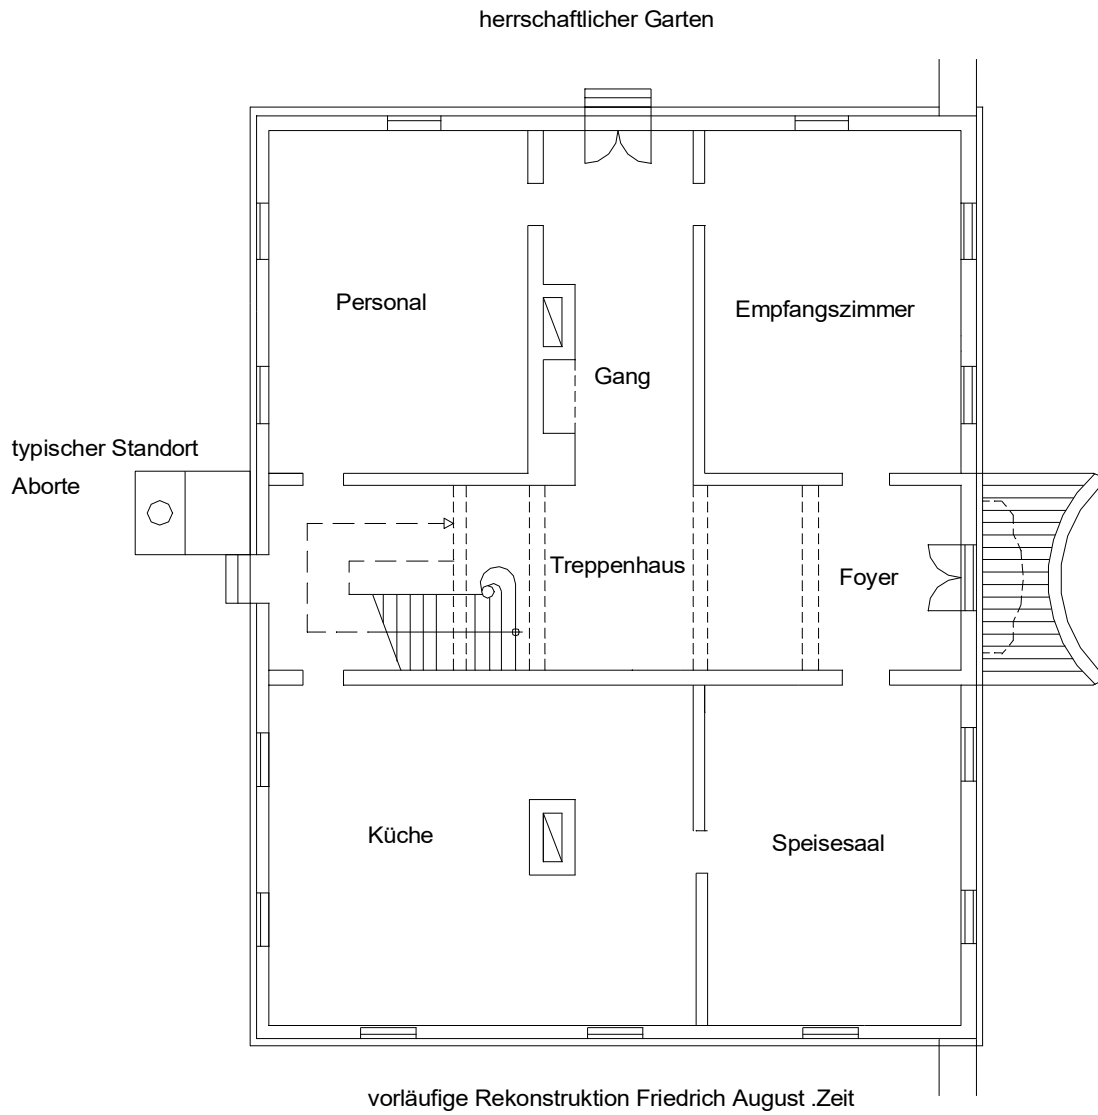 herrschaftlicher Garten
Personal
Empfangszimmer
Gang
typischer Standort
Aborte
Treppenhaus
Foyer
Küche
Speisesaal
vorläufige Rekonstruktion Friedrich August .Zeit